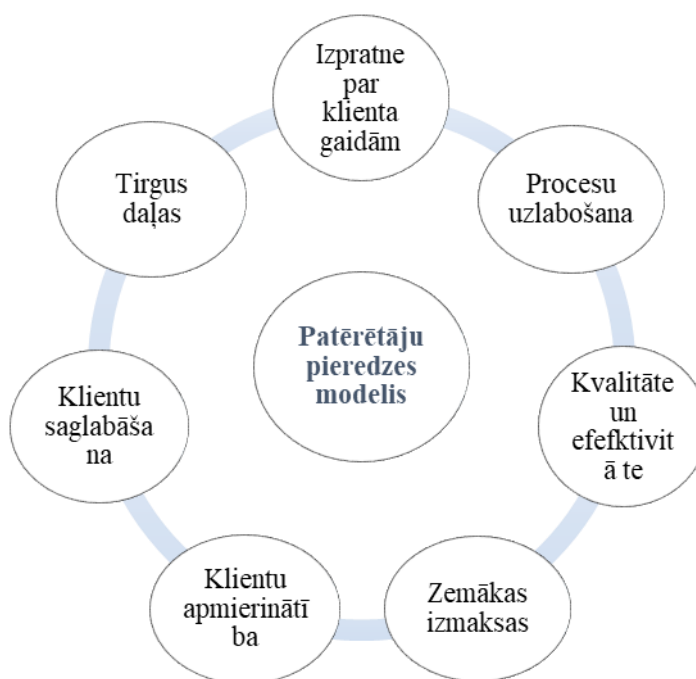 Izpratne
par
klienta
gaidām
Procesu
uzlabošana
Kvalitāte
un
efefktivit
ā te
Zemākas
izmaksas
Klientu
apmierinātī
ba
Klientu
saglabāša
na
Tirgus
daļas
Patērētāju
pieredzes
modelis